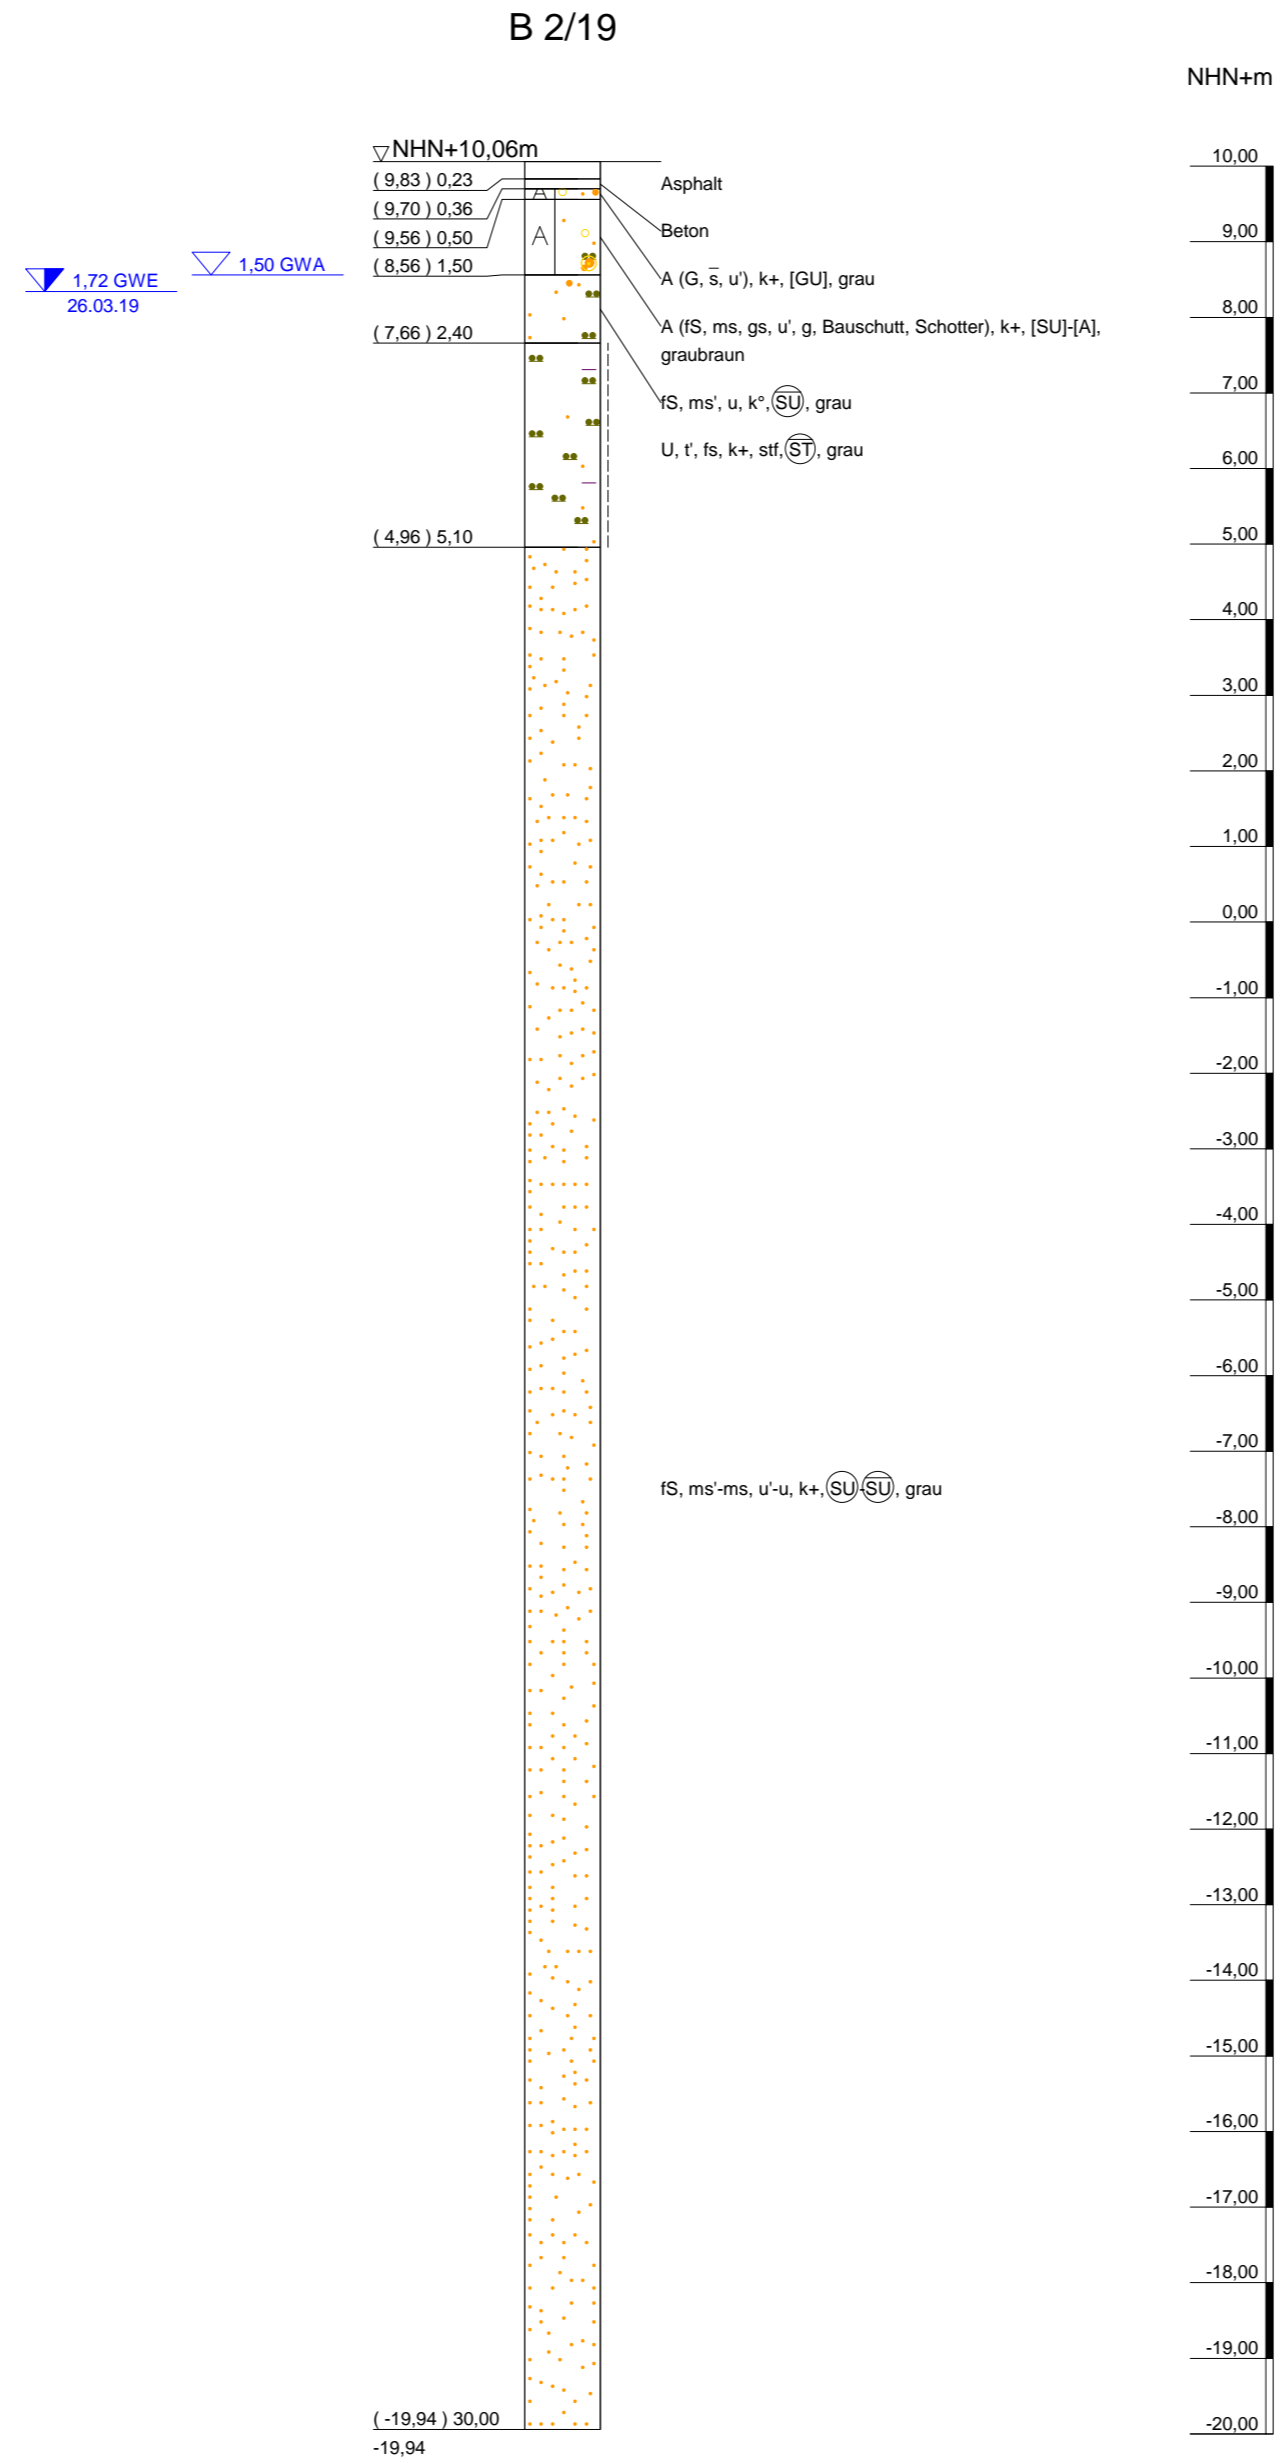 B 2/19
NHN+m
NHN+10,06m
( 9,83 ) 0,23
( 9,70 ) 0,36
( 9,56 ) 0,50
( 8,56 ) 1,50
( 7,66 ) 2,40
( 4,96 ) 5,10
( -19,94 ) 30,00
-19,94
1,50 GWA
1,72 GWE
26.03.19
A
A
Asphalt
Beton
A (G, s̅, u'), k+, [GU], grau
A (fS, ms, gs, u', g, Bauschutt, Schotter), k+, [SU]-[A],
graubraun
fS, ms', u, k°, S̅U̅, grau
U, t', fs, k+, stf, S̅T̅, grau
fS, ms'-ms, u'-u, k+, SU-S̅U̅, grau
10,00
9,00
8,00
7,00
6,00
5,00
4,00
3,00
2,00
1,00
0,00
-1,00
-2,00
-3,00
-4,00
-5,00
-6,00
-7,00
-8,00
-9,00
-10,00
-11,00
-12,00
-13,00
-14,00
-15,00
-16,00
-17,00
-18,00
-19,00
-20,00